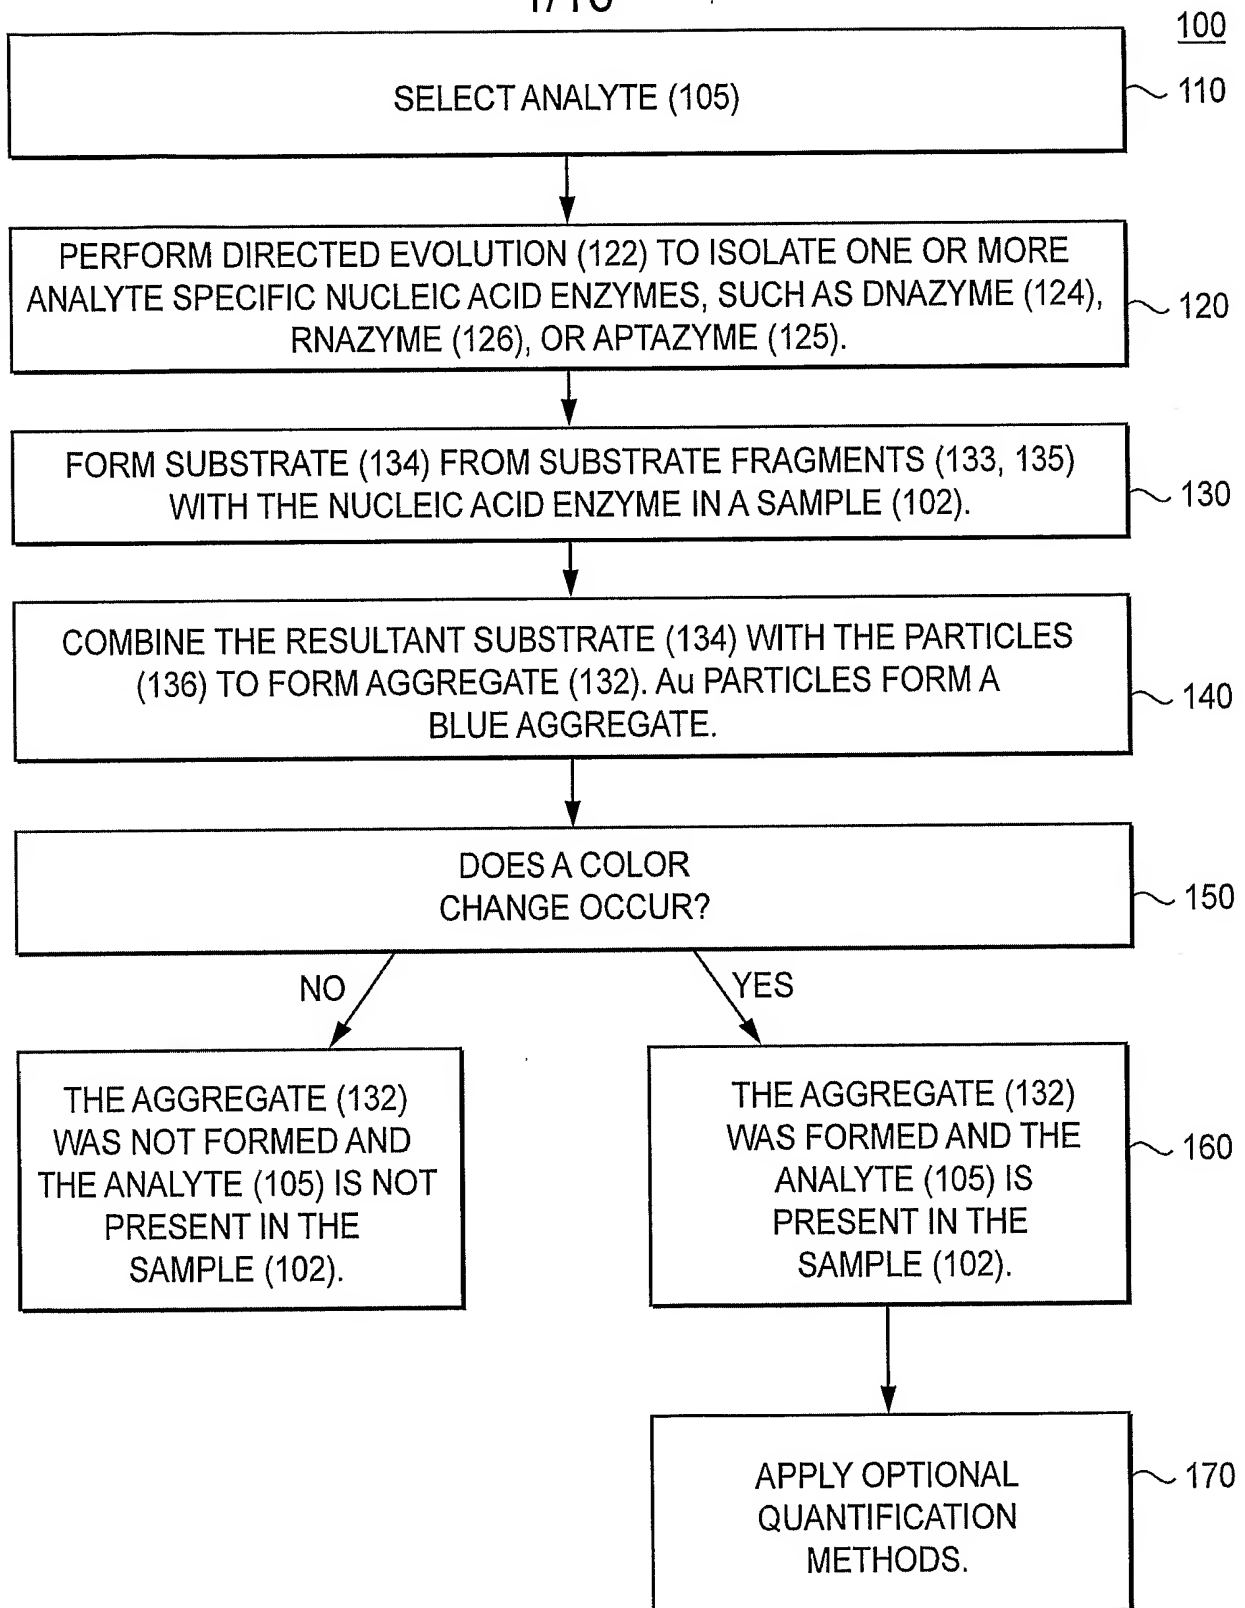 100
SELECT ANALYTE (105)
110
PERFORM DIRECTED EVOLUTION (122) TO ISOLATE ONE OR MORE
ANALYTE SPECIFIC NUCLEIC ACID ENZYMES, SUCH AS DNAZYME (124),
RNAZYME (126), OR APTAZYME (125).
120
FORM SUBSTRATE (134) FROM SUBSTRATE FRAGMENTS (133, 135)
WITH THE NUCLEIC ACID ENZYME IN A SAMPLE (102).
130
COMBINE THE RESULTANT SUBSTRATE (134) WITH THE PARTICLES
(136) TO FORM AGGREGATE (132). Au PARTICLES FORM A
BLUE AGGREGATE.
140
DOES A COLOR
CHANGE OCCUR?
150
NO
YES
THE AGGREGATE (132)
WAS NOT FORMED AND
THE ANALYTE (105) IS NOT
PRESENT IN THE
SAMPLE (102).
THE AGGREGATE (132)
WAS FORMED AND THE
ANALYTE (105) IS
PRESENT IN THE
SAMPLE (102).
160
APPLY OPTIONAL
QUANTIFICATION
METHODS.
170